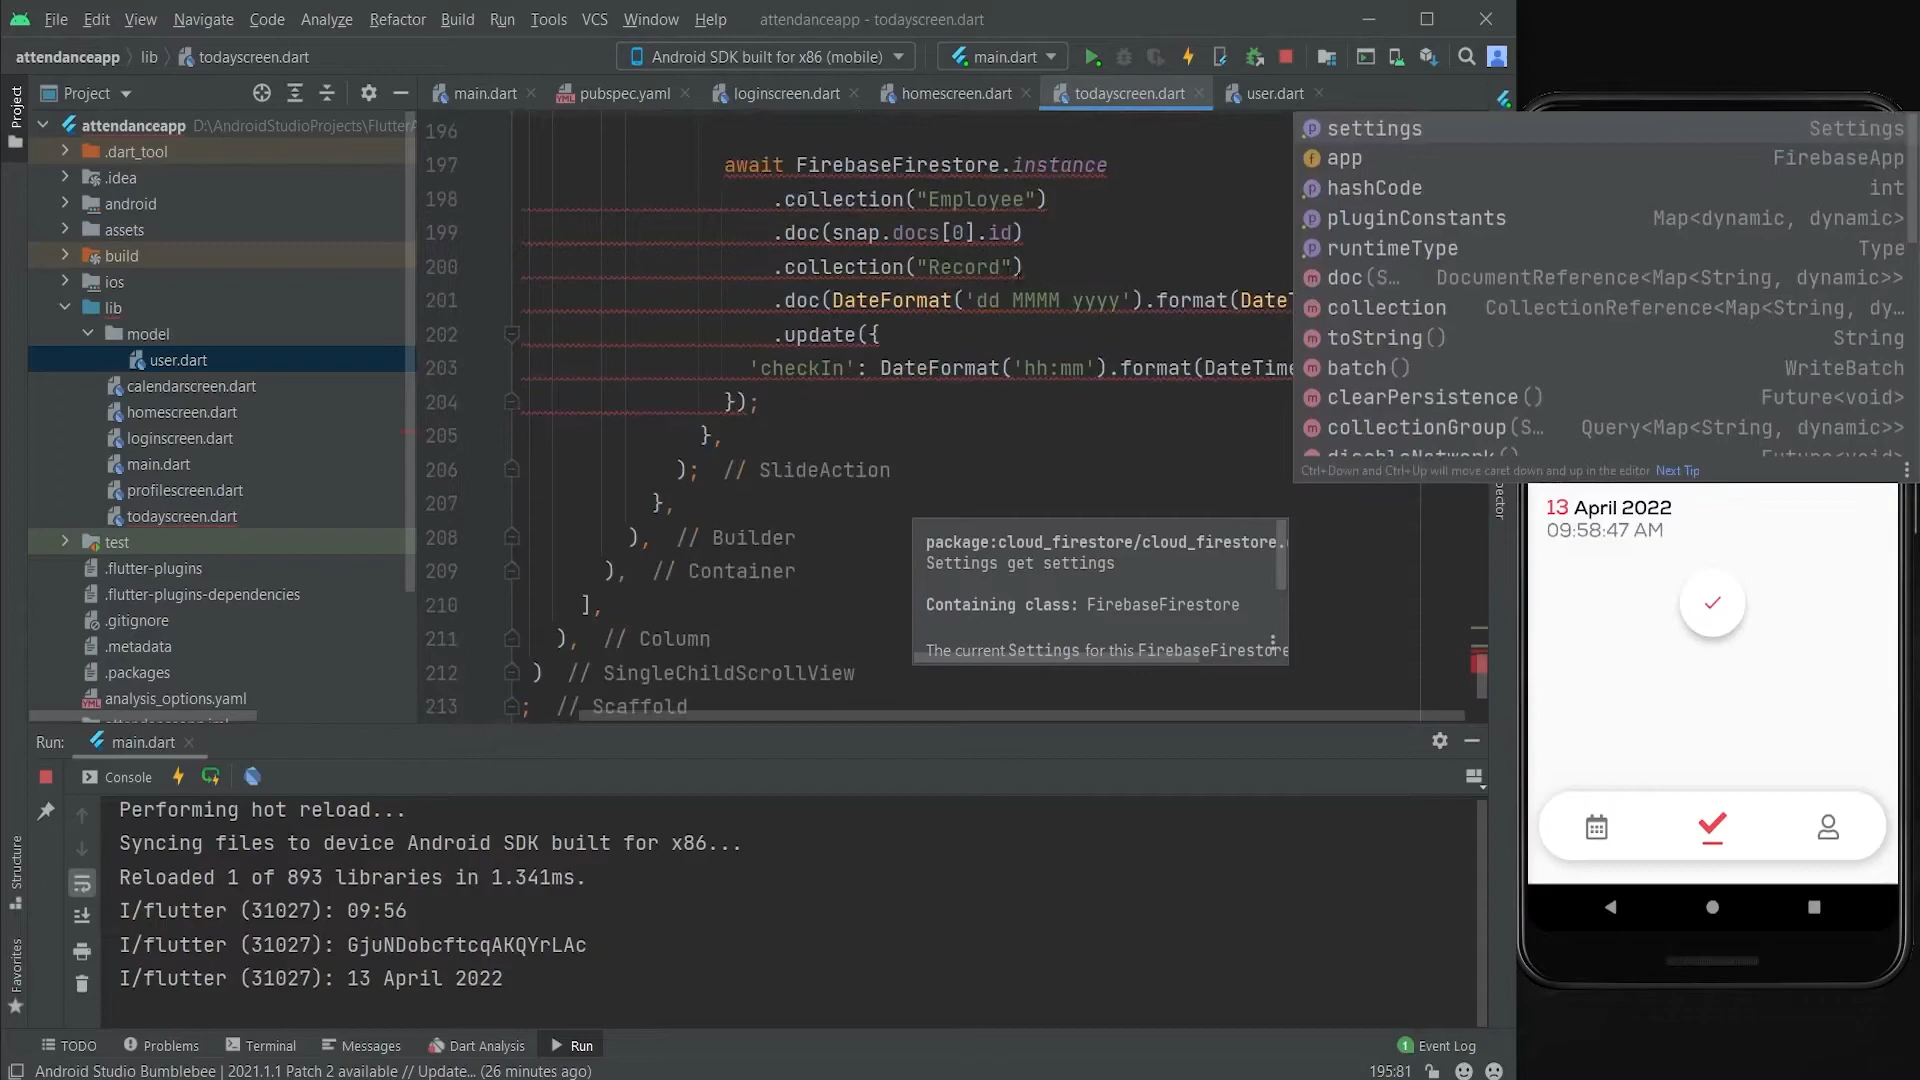 File Edit View Navigate Code Analyze Refactor Build Run Tools VCS Window Help attendanceapp - todayscreen.dart
attendanceapp lib todayscreen.dart Android SDK built for x86 (mobile) main.dart
Project main.dart pubspec.yaml loginscreen.dart homescreen.dart todayscreen.dart user.dart
Project
attendanceapp D:\AndroidStudioProjects\Flutter
.dart_tool
.idea
android
assets
build
ios
lib
model
user.dart
calendarscreen.dart
homescreen.dart
loginscreen.dart
main.dart
profilescreen.dart
todayscreen.dart
test
.flutter-plugins
.flutter-plugins-dependencies
.gitignore
.metadata
.packages
analysis_options.yaml
196
197 await FirebaseFirestore.instance
198 .collection("Employee")
199 .doc(snap.docs[0].id)
200 .collection("Record")
201 .doc(DateFormat('dd MMMM yyyy').format(DateT
202 .update({
203 'checkIn': DateFormat('hh:mm').format(DateTime
204 });
205 },
206 ); // SlideAction
207 },
208 ), // Builder
209 ), // Container
210 ],
211 ), // Column
212 ) // SingleChildScrollView
213 ; // Scaffold
settings Settings
app FirebaseApp
hashCode int
pluginConstants Map<dynamic, dynamic>
runtimeType Type
doc(S… DocumentReference<Map<String, dynamic>>
collection CollectionReference<Map<String, dy…
toString() String
batch() WriteBatch
clearPersistence() Future<void>
collectionGroup(S… Query<Map<String, dynamic>>
disableNetwork() Future<void>
Ctrl+Down and Ctrl+Up will move caret down and up in the editor Next Tip
package:cloud_firestore/cloud_firestore.
Settings get settings
Containing class: FirebaseFirestore
The current Settings for this FirebaseFirestore
13 April 2022
09:58:47 AM
Run: main.dart
Console
Performing hot reload...
Syncing files to device Android SDK built for x86...
Reloaded 1 of 893 libraries in 1.341ms.
I/flutter (31027): 09:56
I/flutter (31027): GjuNDobcftcqAKQYrLAc
I/flutter (31027): 13 April 2022
Structure
Favorites
TODO Problems Terminal Messages Dart Analysis Run 1 Event Log
Android Studio Bumblebee | 2021.1.1 Patch 2 available // Update... (26 minutes ago) 195:81